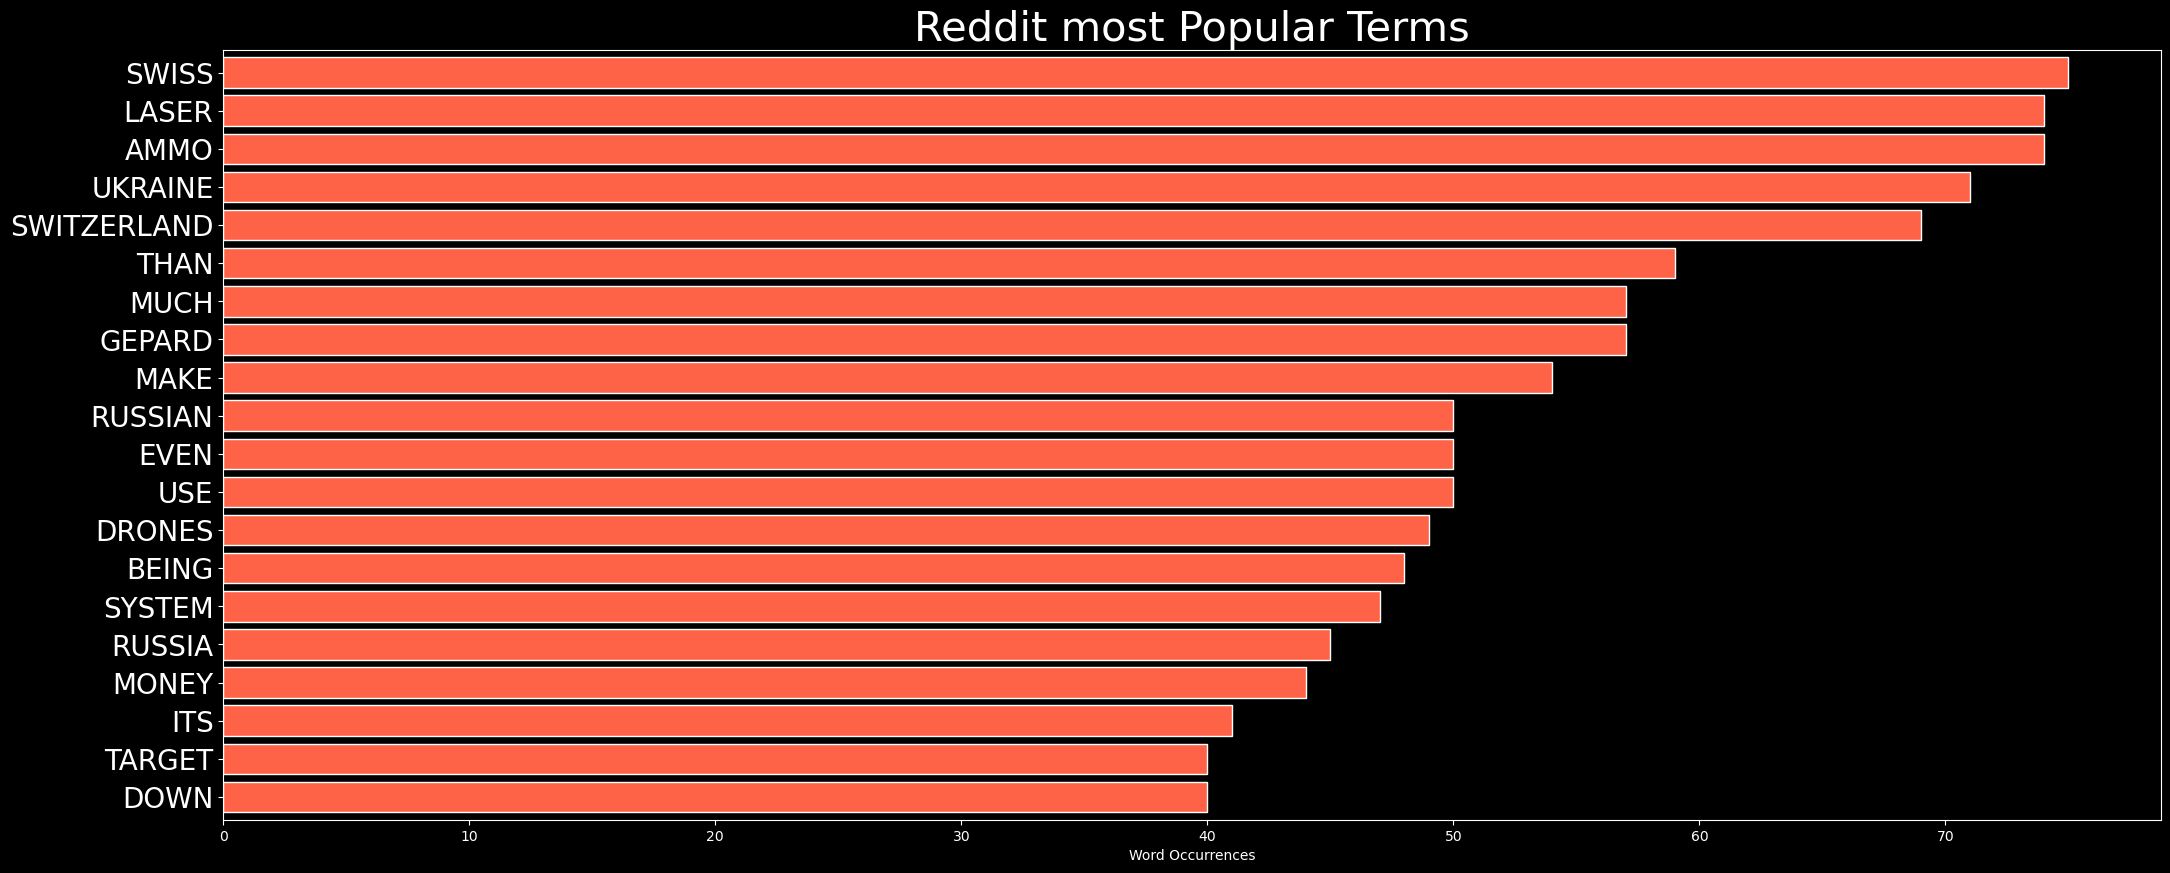 Reddit most Popular Terms
SWISS
LASER
AMMO
UKRAINE
SWITZERLAND
THAN
MUCH
GEPARD
MAKE
RUSSIAN
EVEN
USE
DRONES
BEING
SYSTEM
RUSSIA
MONEY
ITS
TARGET
DOWN
0 10 20 30 40 50 60 70
Word Occurrences